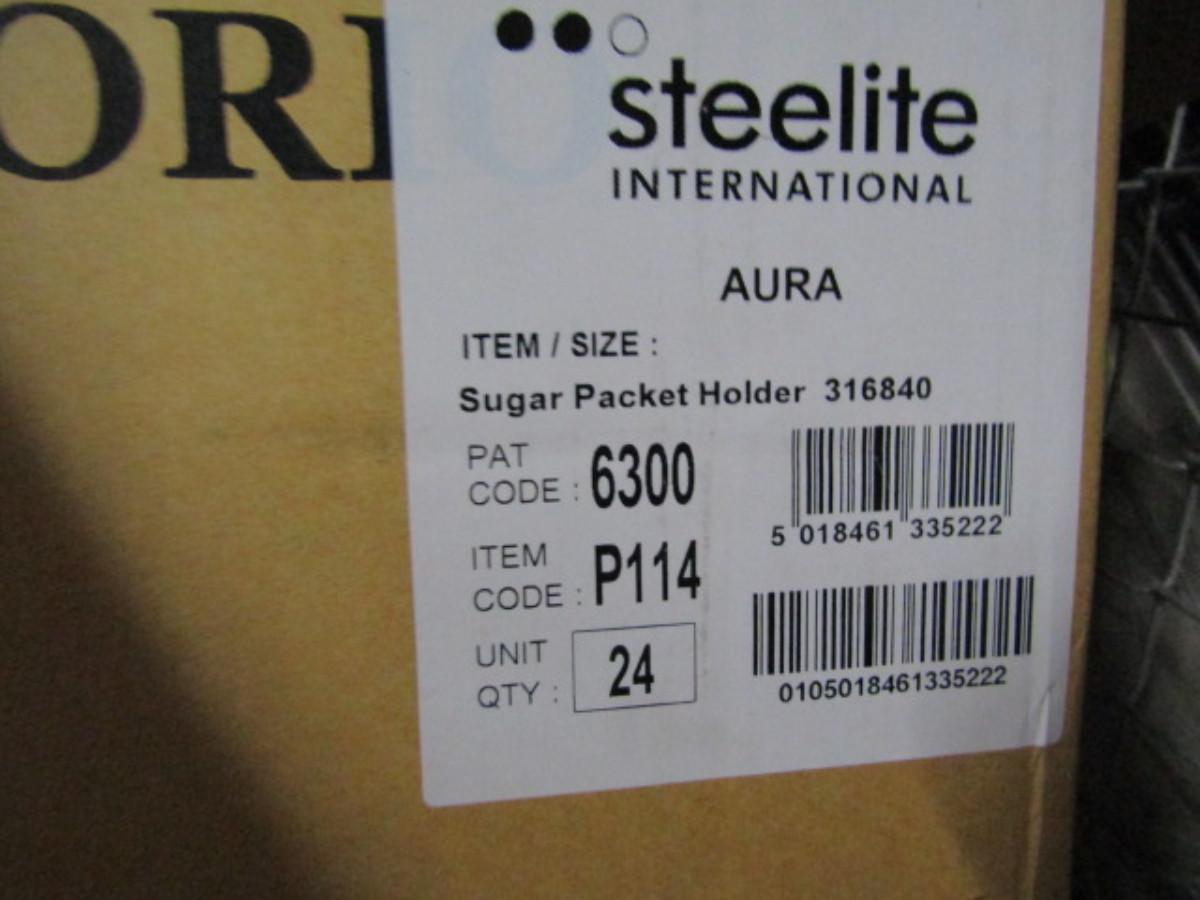 ORIO
steelite
INTERNATIONAL
AURA
ITEM / SIZE :
Sugar Packet Holder 316840
PAT
CODE : 6300
5 018461 335222
ITEM
CODE : P114
UNIT
QTY : 24
0105018461335222